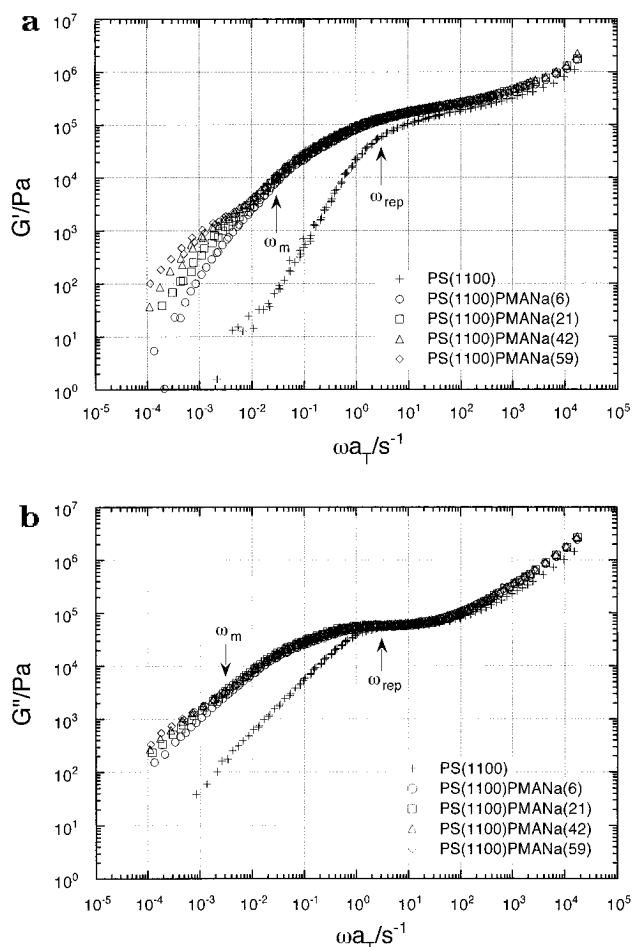 a
10⁷
10⁶
10⁵
10⁴
10³
10²
10¹
10⁰
G'/Pa
ω_m
ω_rep
+ PS(1100)
○ PS(1100)PMANa(6)
□ PS(1100)PMANa(21)
△ PS(1100)PMANa(42)
◇ PS(1100)PMANa(59)
10⁻⁵ 10⁻⁴ 10⁻³ 10⁻² 10⁻¹ 10⁰ 10¹ 10² 10³ 10⁴ 10⁵
ωa_T/s⁻¹
b
10⁷
10⁶
10⁵
10⁴
10³
10²
10¹
10⁰
G''/Pa
ω_m
ω_rep
+ PS(1100)
○ PS(1100)PMANa(6)
□ PS(1100)PMANa(21)
△ PS(1100)PMANa(42)
◇ PS(1100)PMANa(59)
10⁻⁵ 10⁻⁴ 10⁻³ 10⁻² 10⁻¹ 10⁰ 10¹ 10² 10³ 10⁴ 10⁵
ωa_T/s⁻¹